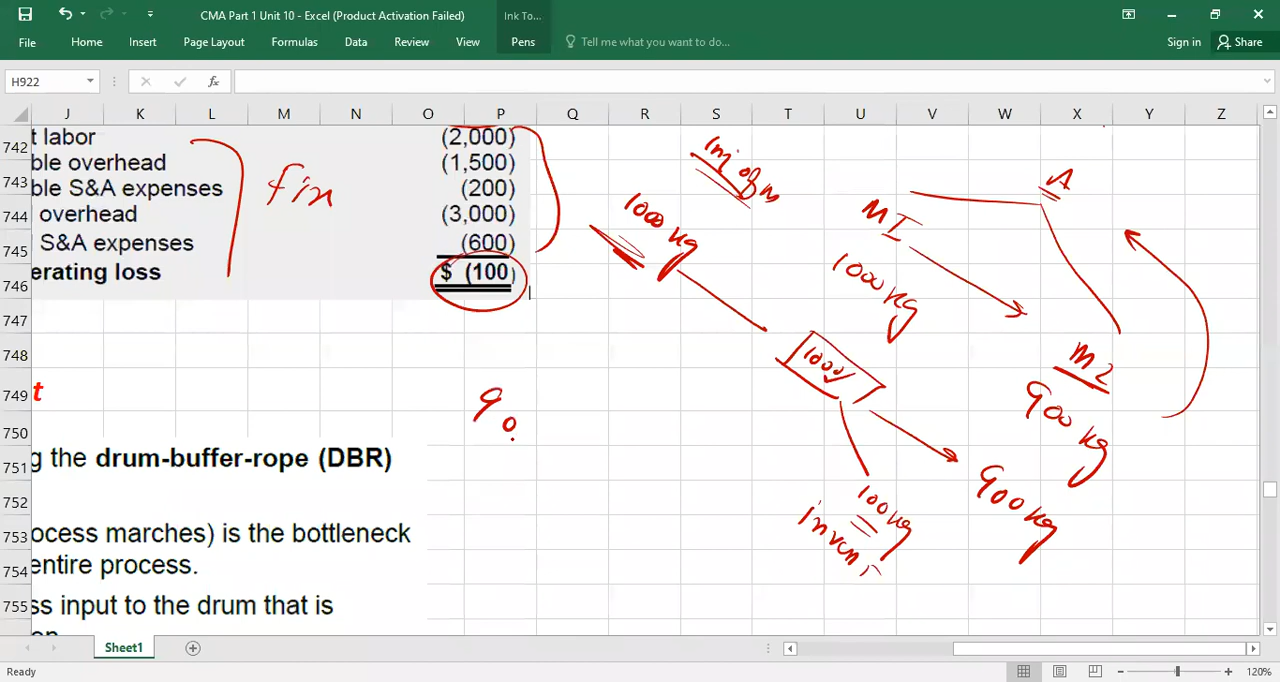 CMA Part 1 Unit 10 - Excel (Product Activation Failed)
Ink To...
File Home Insert Page Layout Formulas Data Review View Pens Tell me what you want to do... Sign in Share
H922 fx
J K L M N O P Q R S T U V W X Y Z
742
743
744
745
746
747
748
749
750
751
752
753
754
755
t labor (2,000)
ble overhead (1,500)
ble S&A expenses (200)
overhead (3,000)
S&A expenses (600)
erating loss $ (100)
fin
1000 kg
M1
1000 kg
A
M2
900 kg
1000
900 kg
100 kg
90
t
g the drum-buffer-rope (DBR)
ocess marches) is the bottleneck
entire process.
ss input to the drum that is
Sheet1
Ready
120%